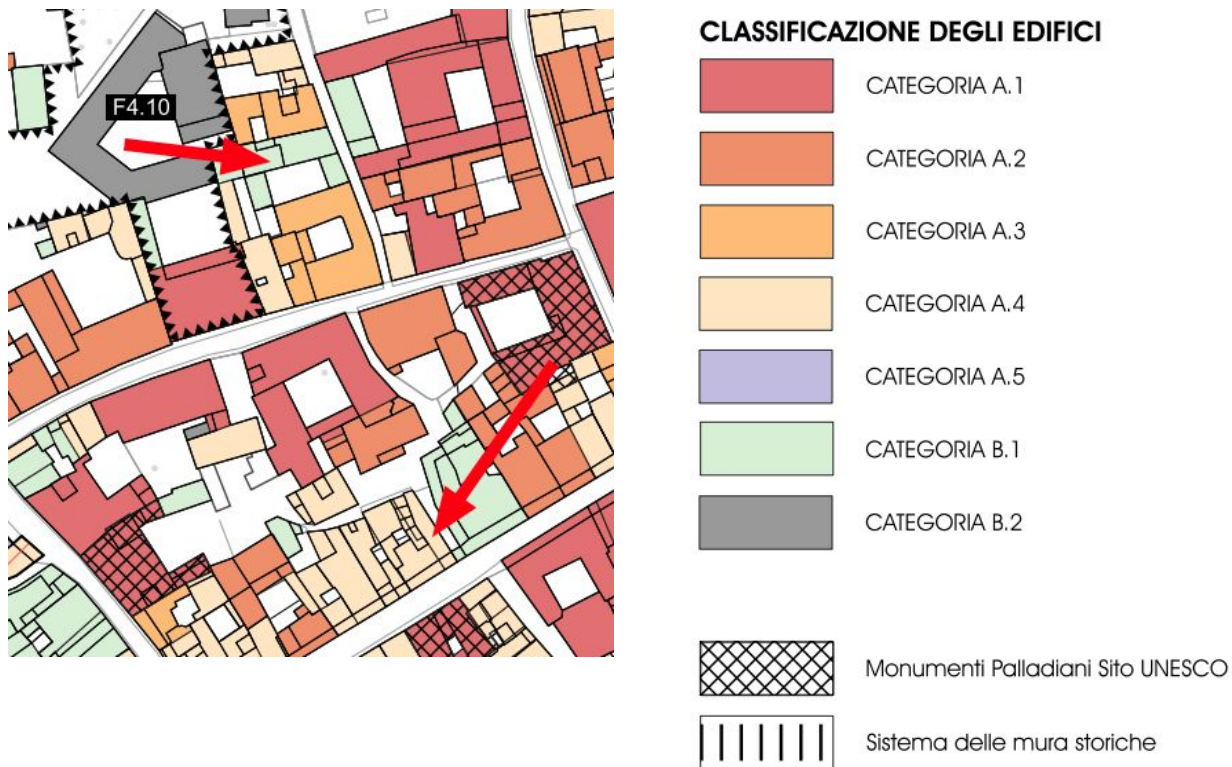 F4.10
CLASSIFICAZIONE DEGLI EDIFICI
CATEGORIA A.1
CATEGORIA A.2
CATEGORIA A.3
CATEGORIA A.4
CATEGORIA A.5
CATEGORIA B.1
CATEGORIA B.2
Monumenti Palladiani Sito UNESCO
Sistema delle mura storiche